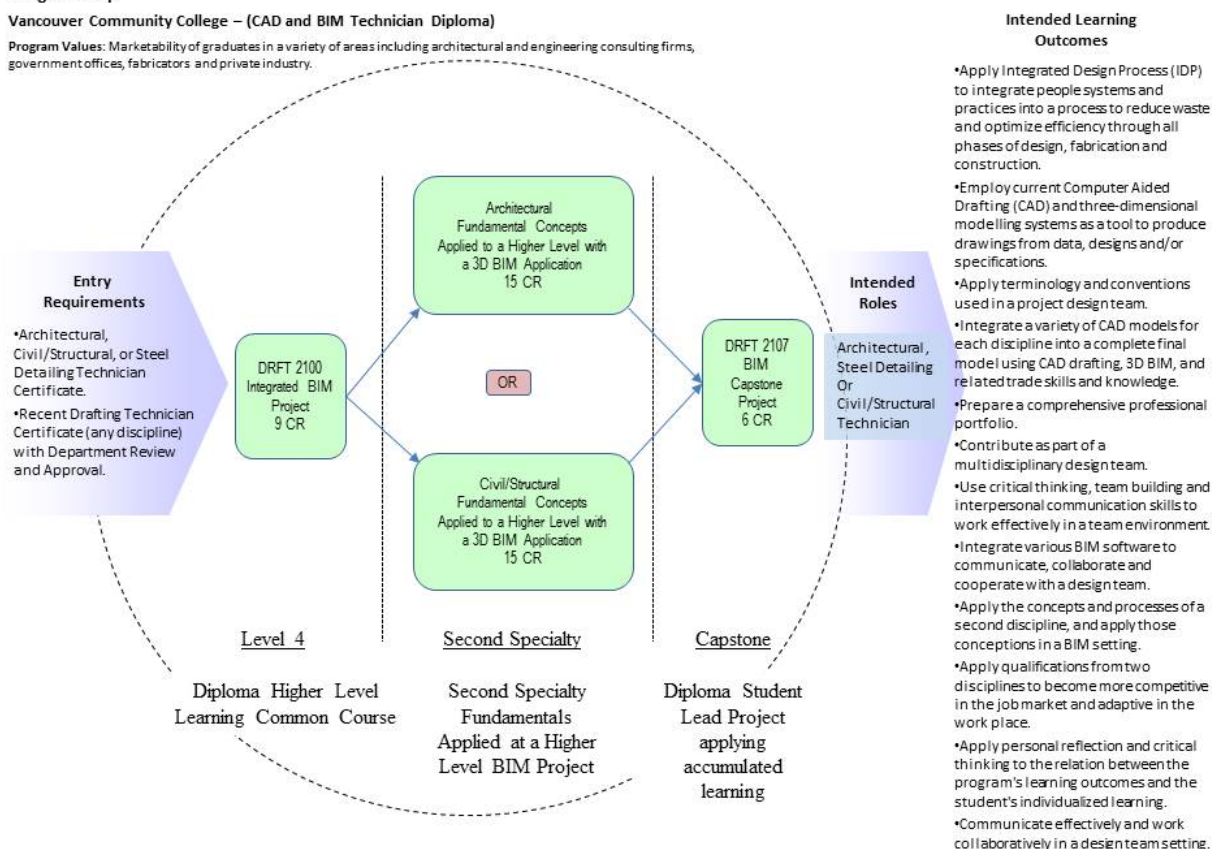 Vancouver Community College – (CAD and BIM Technician Diploma)
Program Values: Marketability of graduates in a variety of areas including architectural and engineering consulting firms,
government offices, fabricators and private industry.
Entry
Requirements
•Architectural,
Civil/Structural, or Steel
Detailing Technician
Certificate.
•Recent Drafting Technician
Certificate (any discipline)
with Department Review
and Approval.
DRFT 2100
Integrated BIM
Project
9 CR
Architectural
Fundamental Concepts
Applied to a Higher Level with
a 3D BIM Application
15 CR
OR
Civil/Structural
Fundamental Concepts
Applied to a Higher Level with
a 3D BIM Application
15 CR
DRFT 2107
BIM
Capstone
Project
6 CR
Intended
Roles
Architectural,
Steel Detailing
Or
Civil/Structural
Technician
Level 4
Diploma Higher Level
Learning Common Course
Second Specialty
Second Specialty
Fundamentals
Applied at a Higher
Level BIM Project
Capstone
Diploma Student
Lead Project
applying
accumulated
learning
Intended Learning
Outcomes
•Apply Integrated Design Process (IDP)
to integrate people systems and
practices into a process to reduce waste
and optimize efficiency through all
phases of design, fabrication and
construction.
•Employ current Computer Aided
Drafting (CAD) and three-dimensional
modelling systems as a tool to produce
drawings from data, designs and/or
specifications.
•Apply terminology and conventions
used in a project design team.
•Integrate a variety of CAD models for
each discipline into a complete final
model using CAD drafting, 3D BIM, and
related trade skills and knowledge.
•Prepare a comprehensive professional
portfolio.
•Contribute as part of a
multidisciplinary design team.
•Use critical thinking, team building and
interpersonal communication skills to
work effectively in a team environment.
•Integrate various BIM software to
communicate, collaborate and
cooperate with a design team.
•Apply the concepts and processes of a
second discipline, and apply those
conceptions in a BIM setting.
•Apply qualifications from two
disciplines to become more competitive
in the job market and adaptive in the
work place.
•Apply personal reflection and critical
thinking to the relation between the
program's learning outcomes and the
student's individualized learning.
•Communicate effectively and work
collaboratively in a design team setting.